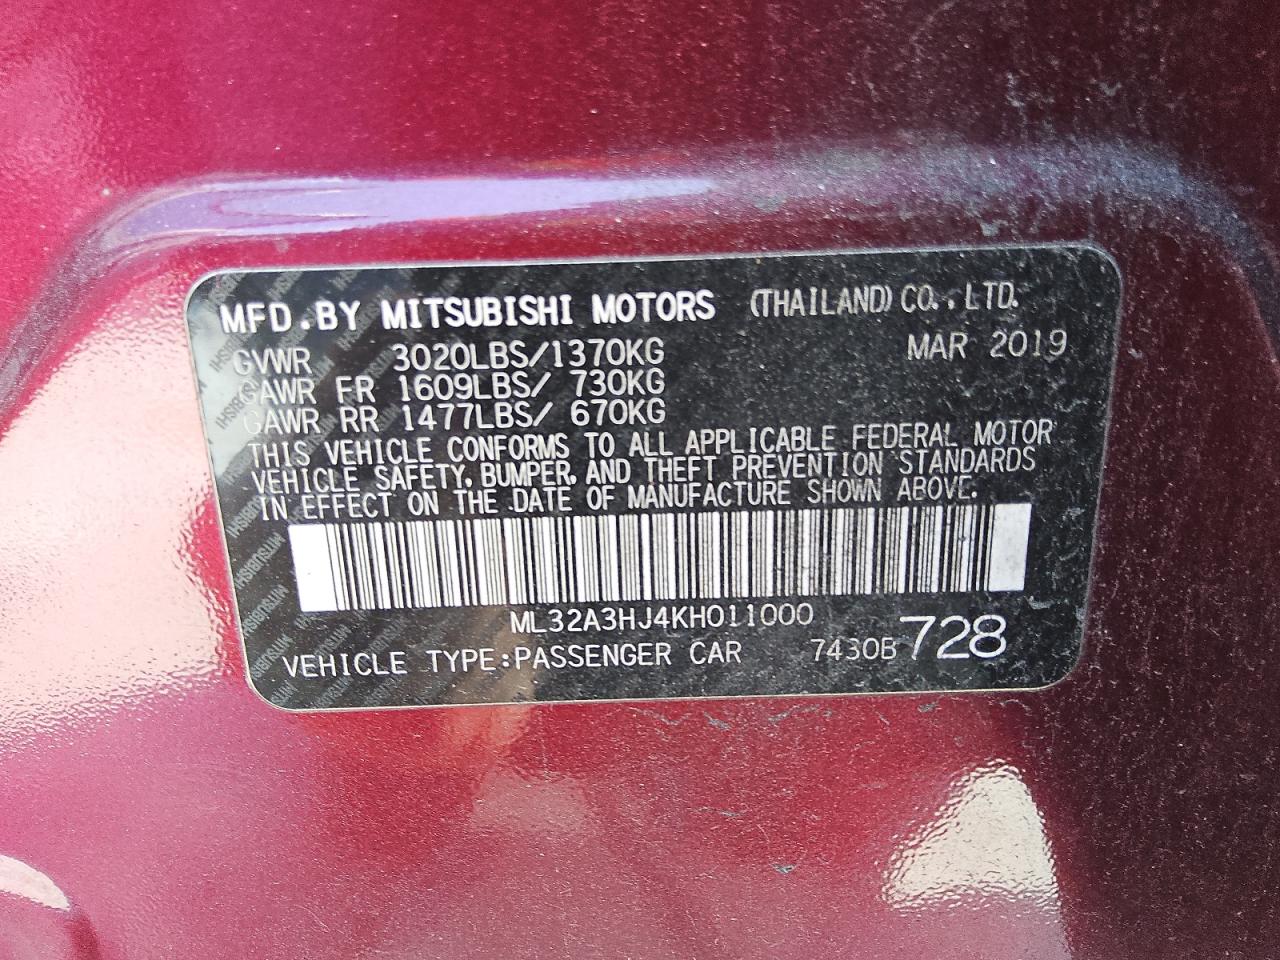 MFD.BY MITSUBISHI MOTORS (THAILAND) CO.,LTD.
GVWR 3020LBS/1370KG MAR 2019
GAWR FR 1609LBS/ 730KG
GAWR RR 1477LBS/ 670KG
THIS VEHICLE CONFORMS TO ALL APPLICABLE FEDERAL MOTOR
VEHICLE SAFETY, BUMPER, AND THEFT PREVENTION STANDARDS
IN EFFECT ON THE DATE OF MANUFACTURE SHOWN ABOVE.
ML32A3HJ4KH011000
VEHICLE TYPE:PASSENGER CAR 7430B 728